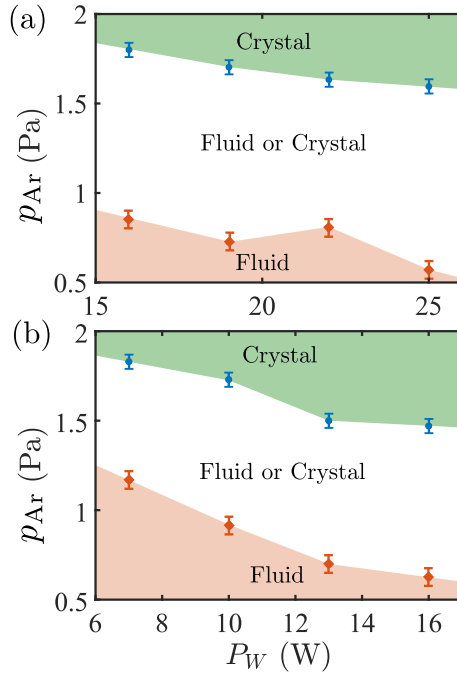 (a)
2
Crystal
1.5
Fluid or Crystal
p_Ar (Pa)
1
Fluid
0.5
15
20
25
(b)
2
Crystal
1.5
Fluid or Crystal
p_Ar (Pa)
1
Fluid
0.5
6
8
10
12
14
16
P_W (W)